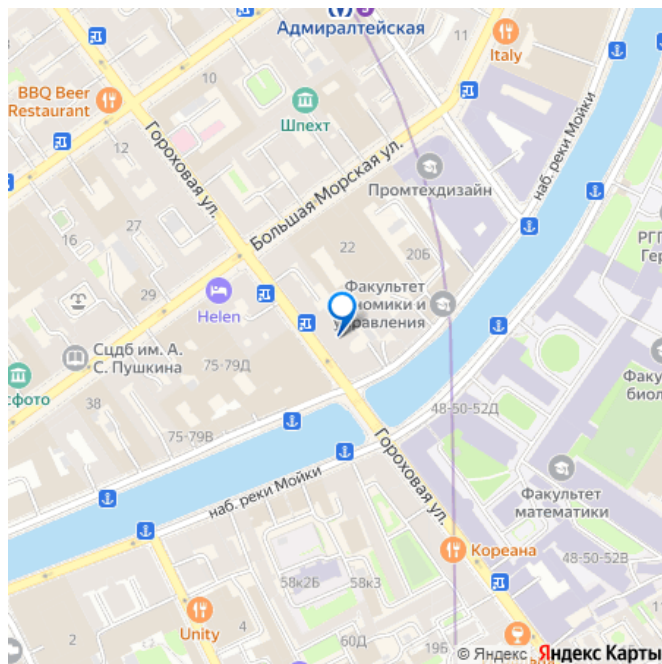 Адмиралтейская
11
Italy
BBQ Beer
Restaurant
10
Шпехт
12
Гороховая ул.
Большая Морская ул.
Промтехдизайн
наб. реки Мойки
27
16
22
20Б
29
Helen
Факультет
номики и
управления
Сцдб им. А.
С. Пушкина
75-79Д
сфото
38
75-79В
48-50-52Д
Гороховая ул.
наб. реки Мойки
Факультет
математики
Кореана
48-50-52В
58к2Б
58к3
Unity
2
4
60Д
19Б
© Яндекс
Яндекс Карты